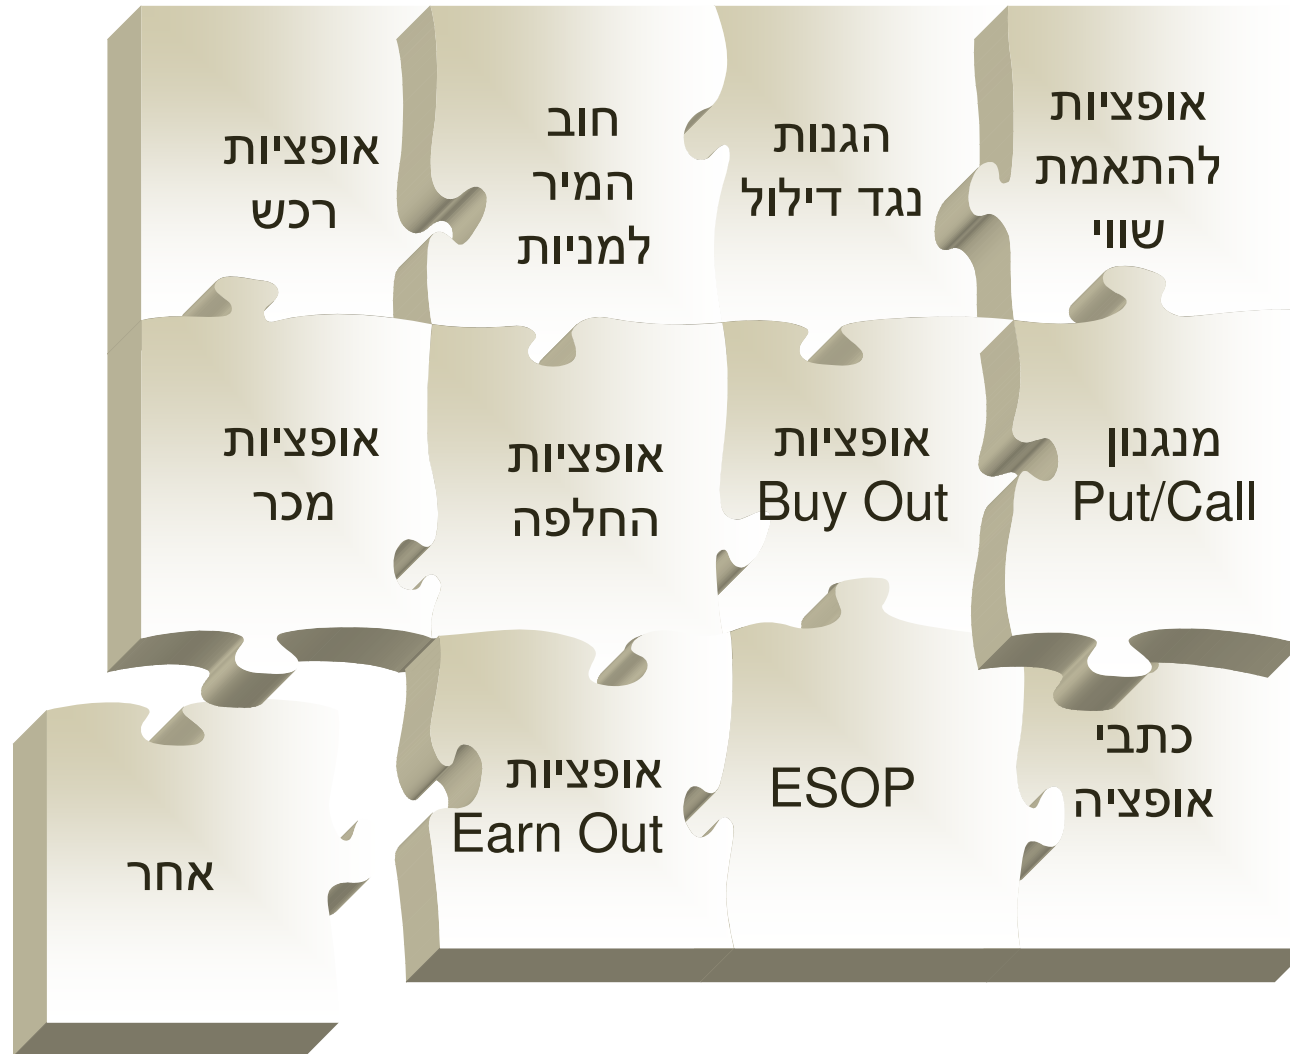 אופציות
להתאמת
שווי
הגנות
נגד דילול
חוב
המיר
למניות
אופציות
רכש
מנגנון
Put/Call
אופציות
Buy Out
אופציות
החלפה
אופציות
מכר
כתבי
אופציה
ESOP
אופציות
Earn Out
אחר